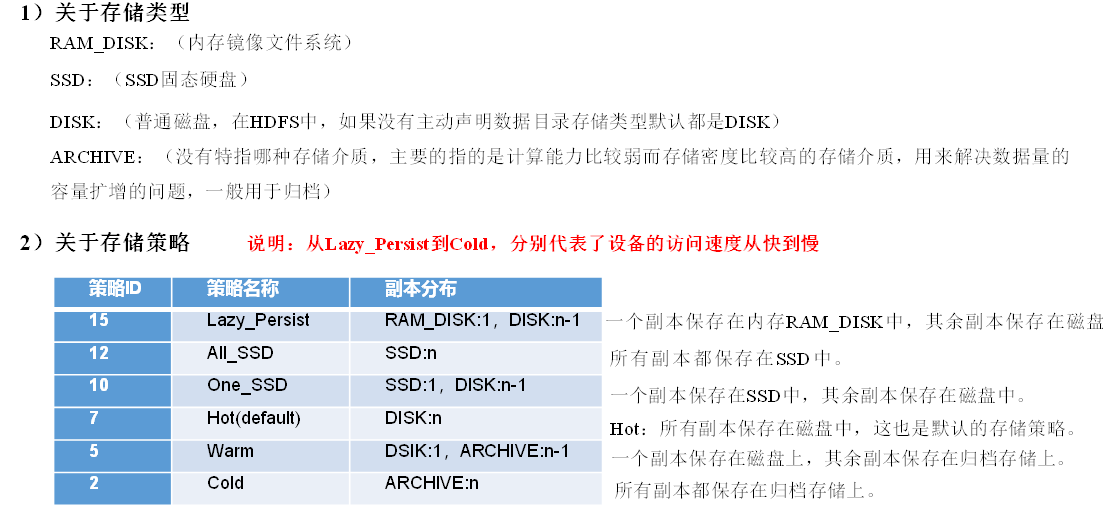 1）关于存储类型
RAM_DISK：（内存镜像文件系统）
SSD：（SSD固态硬盘）
DISK：（普通磁盘，在HDFS中，如果没有主动声明数据目录存储类型默认都是DISK）
ARCHIVE：（没有特指哪种存储介质，主要的指的是计算能力比较弱而存储密度比较高的存储介质，用来解决数据量的
容量扩增的问题，一般用于归档）
2）关于存储策略 说明：从Lazy_Persist到Cold，分别代表了设备的访问速度从快到慢
策略ID 策略名称 副本分布
15 Lazy_Persist RAM_DISK:1，DISK:n-1 一个副本保存在内存RAM_DISK中，其余副本保存在磁盘
12 All_SSD SSD:n 所有副本都保存在SSD中。
10 One_SSD SSD:1，DISK:n-1 一个副本保存在SSD中，其余副本保存在磁盘中。
7 Hot(default) DISK:n Hot：所有副本保存在磁盘中，这也是默认的存储策略。
5 Warm DSIK:1，ARCHIVE:n-1 一个副本保存在磁盘上，其余副本保存在归档存储上。
2 Cold ARCHIVE:n 所有副本都保存在归档存储上。